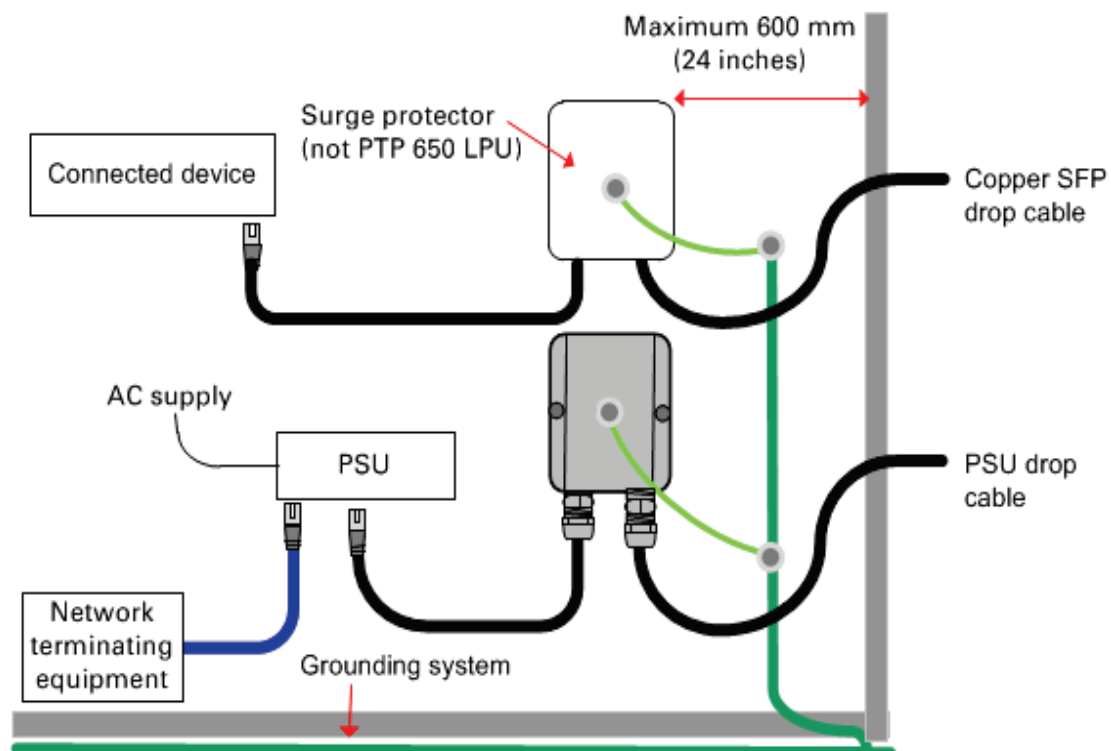 Maximum 600 mm
(24 inches)
Surge protector
(not PTP 650 LPU)
Connected device
Copper SFP
drop cable
AC supply
PSU
PSU drop
cable
Network
terminating
equipment
Grounding system